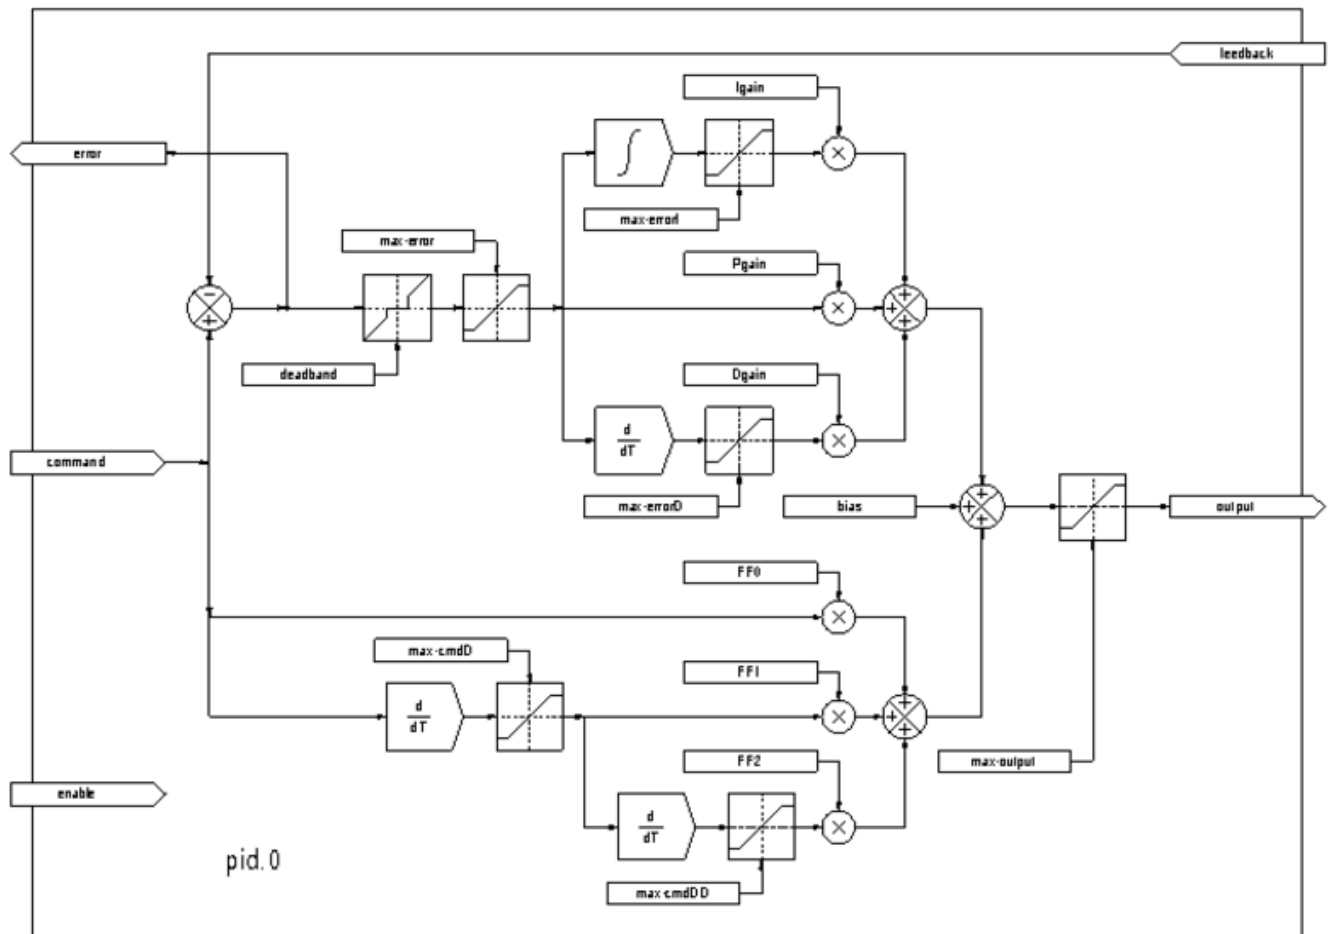 feedback
Igain
error
max-errorI
max-error
Pgain
−
+
+
+
+
deadband
Dgain
d
dT
command
max-errorD
bias
+
+
+
output
FF0
max-cmdD
FF1
d
dT
+
+
+
max-output
enable
FF2
d
dT
pid.0
max-cmdDD